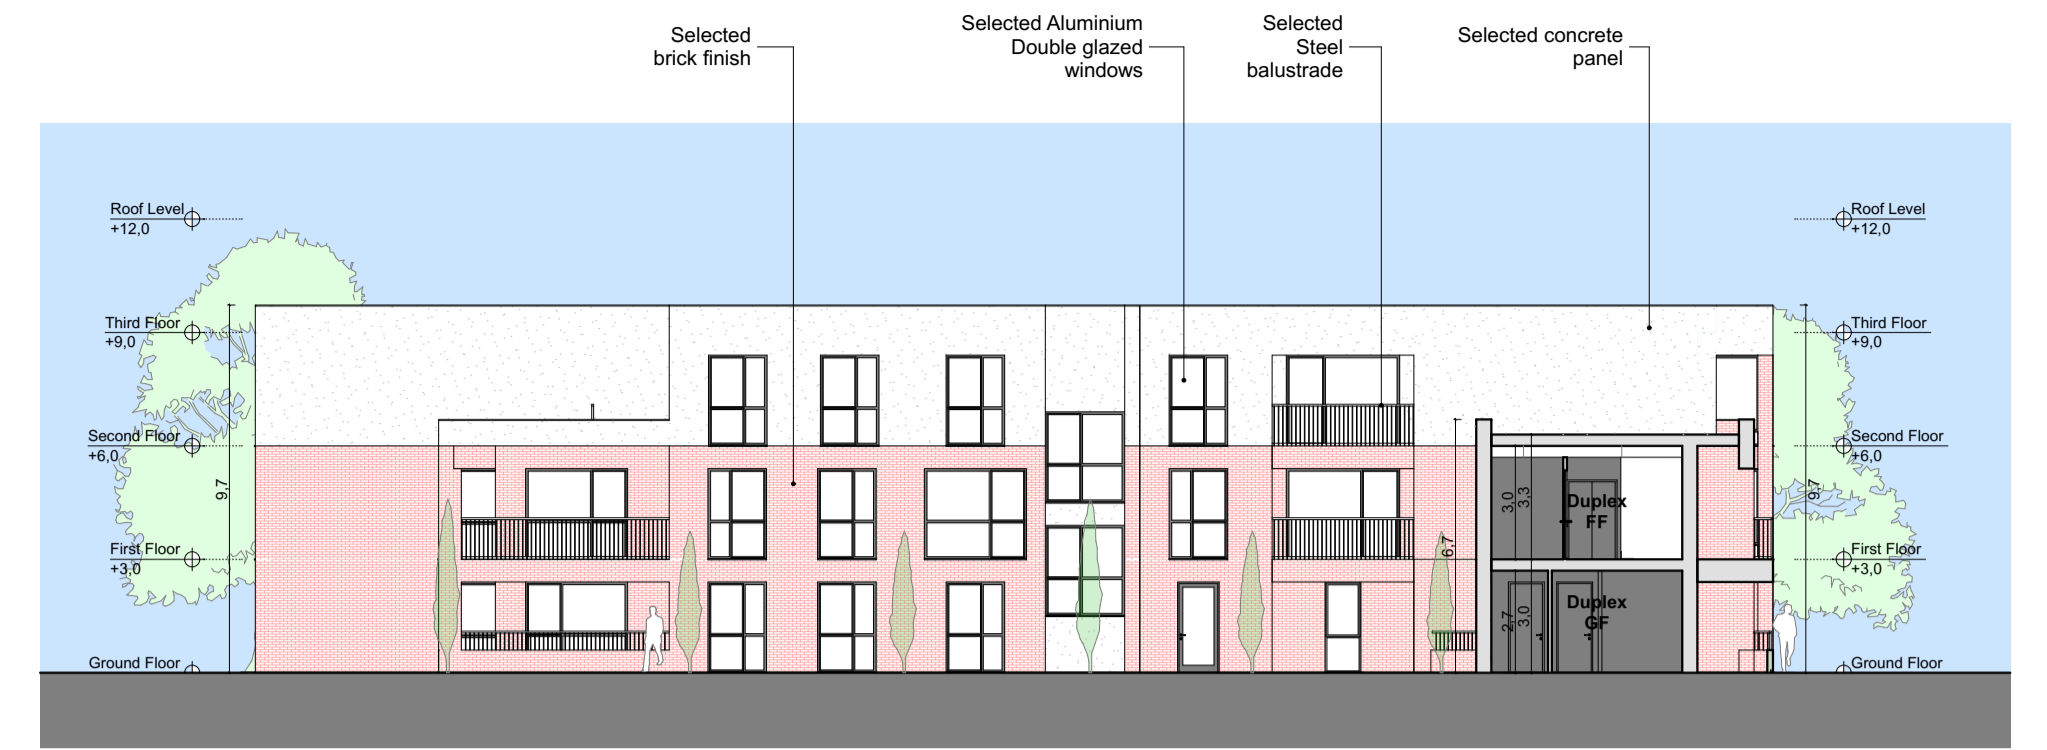 Selected
brick finish
Selected Aluminium
Double glazed
windows
Selected
Steel
balustrade
Selected concrete
panel
Roof Level
+12,0
Third Floor
+9,0
Second Floor
+6,0
First Floor
+3,0
Ground Floor
9,7
6,7
3,0
3,3
Duplex
FF
2,7
3,0
Duplex
GF
9,7
Roof Level
+12,0
Third Floor
+9,0
Second Floor
+6,0
First Floor
+3,0
Ground Floor